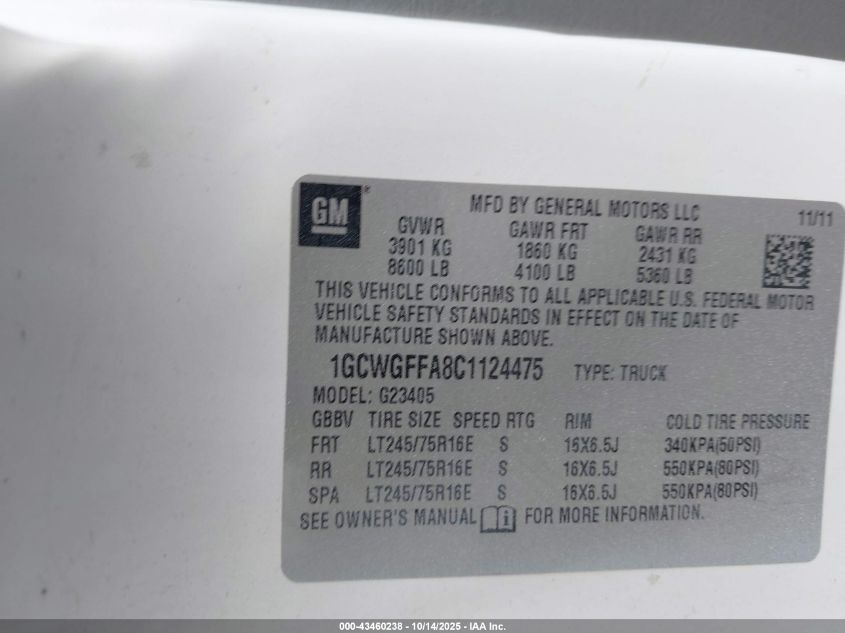 GM
MFD BY GENERAL MOTORS LLC 11/11
GVWR GAWR FRT GAWR RR
3901 KG 1860 KG 2431 KG
8600 LB 4100 LB 5360 LB
THIS VEHICLE CONFORMS TO ALL APPLICABLE U.S. FEDERAL MOTOR
VEHICLE SAFETY STANDARDS IN EFFECT ON THE DATE OF
MANUFACTURE SHOWN ABOVE.
1GCWGFFA8C1124475 TYPE: TRUCK
MODEL: G23405
GBBV TIRE SIZE SPEED RTG RIM COLD TIRE PRESSURE
FRT LT245/75R16E S 16X6.5J 340KPA(50PSI)
RR LT245/75R16E S 16X6.5J 550KPA(80PSI)
SPA LT245/75R16E S 16X6.5J 550KPA(80PSI)
SEE OWNER'S MANUAL i FOR MORE INFORMATION.
000-43460238 - 10/14/2025 - IAA Inc.